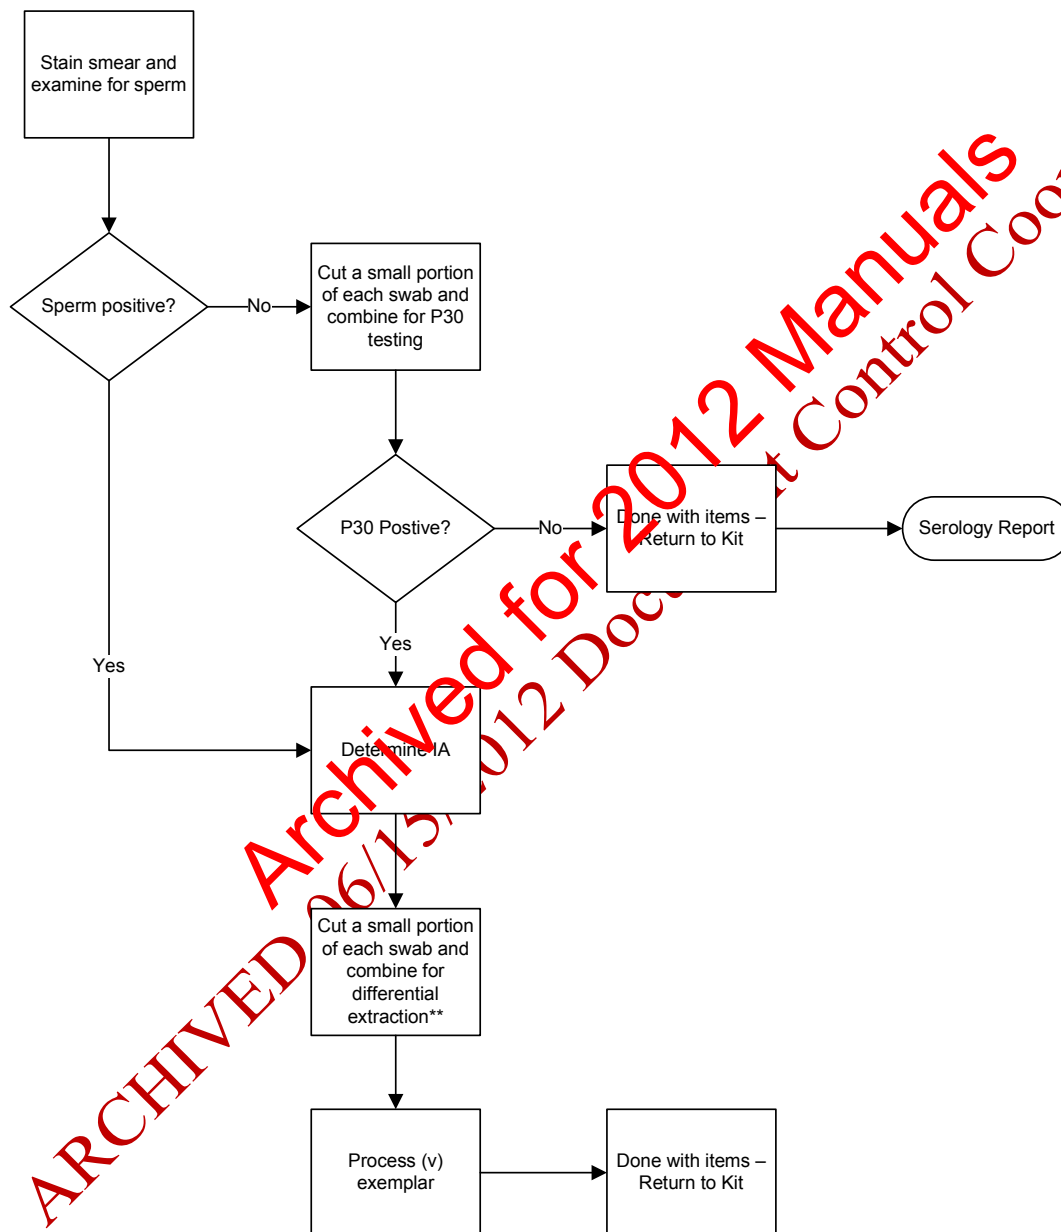 Stain smear and
examine for sperm
Sperm positive?
No
Cut a small portion
of each swab and
combine for P30
testing
P30 Postive?
No
Done with items –
Return to Kit
Serology Report
Yes
Yes
Determine IA
Cut a small portion
of each swab and
combine for
differential
extraction**
Process (v)
exemplar
Done with items –
Return to Kit
Archived for 2012 Manuals
ARCHIVED 06/15/2012 Control